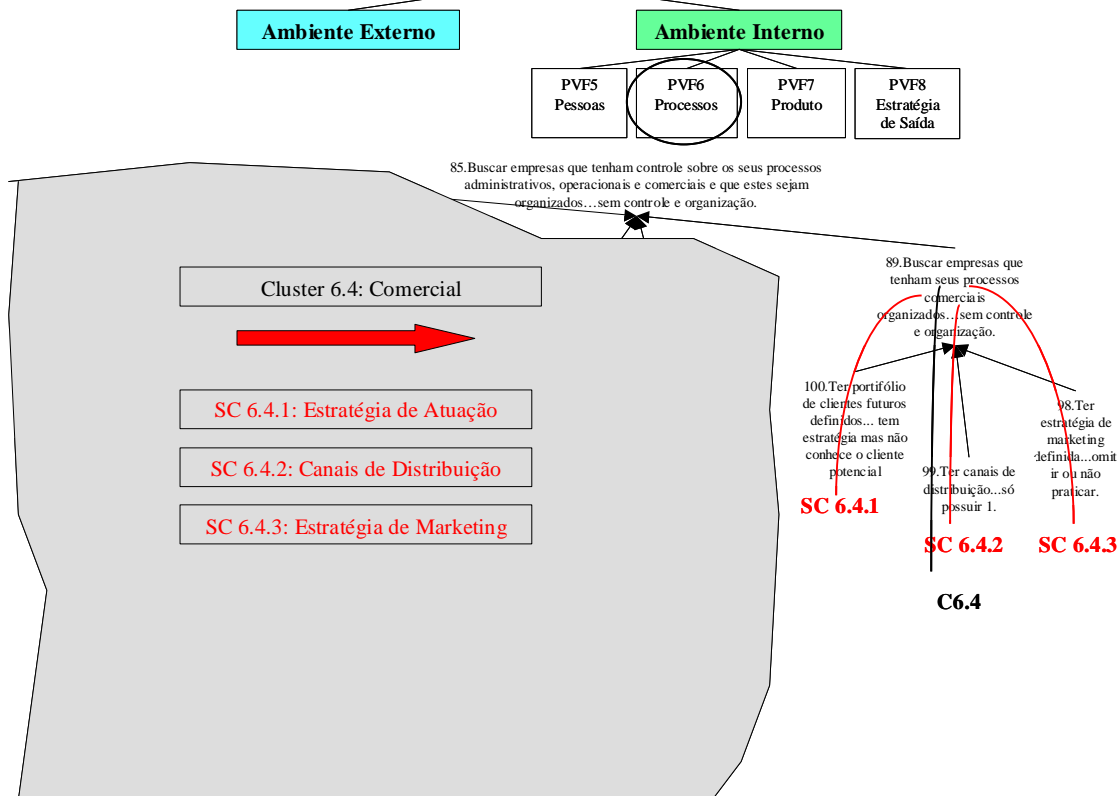 Ambiente Externo
Ambiente Interno
PVF5
Pessoas
PVF6
Processos
PVF7
Produto
PVF8
Estratégia
de Saída
85.Buscar empresas que tenham controle sobre os seus processos
administrativos, operacionais e comerciais e que estes sejam
organizados…sem controle e organização.
Cluster 6.4: Comercial
SC 6.4.1: Estratégia de Atuação
SC 6.4.2: Canais de Distribuição
SC 6.4.3: Estratégia de Marketing
89.Buscar empresas que
tenham seus processos
comerciais
organizados…sem controle
e organização.
100.Ter portifólio
de clientes futuros
definidos... tem
estratégia mas não
conhece o cliente
potencial
SC 6.4.1
99.Ter canais de
distribuição...só
possuir 1.
SC 6.4.2
98.Ter
estratégia de
marketing
definida...omit
ir ou não
praticar.
SC 6.4.3
C6.4